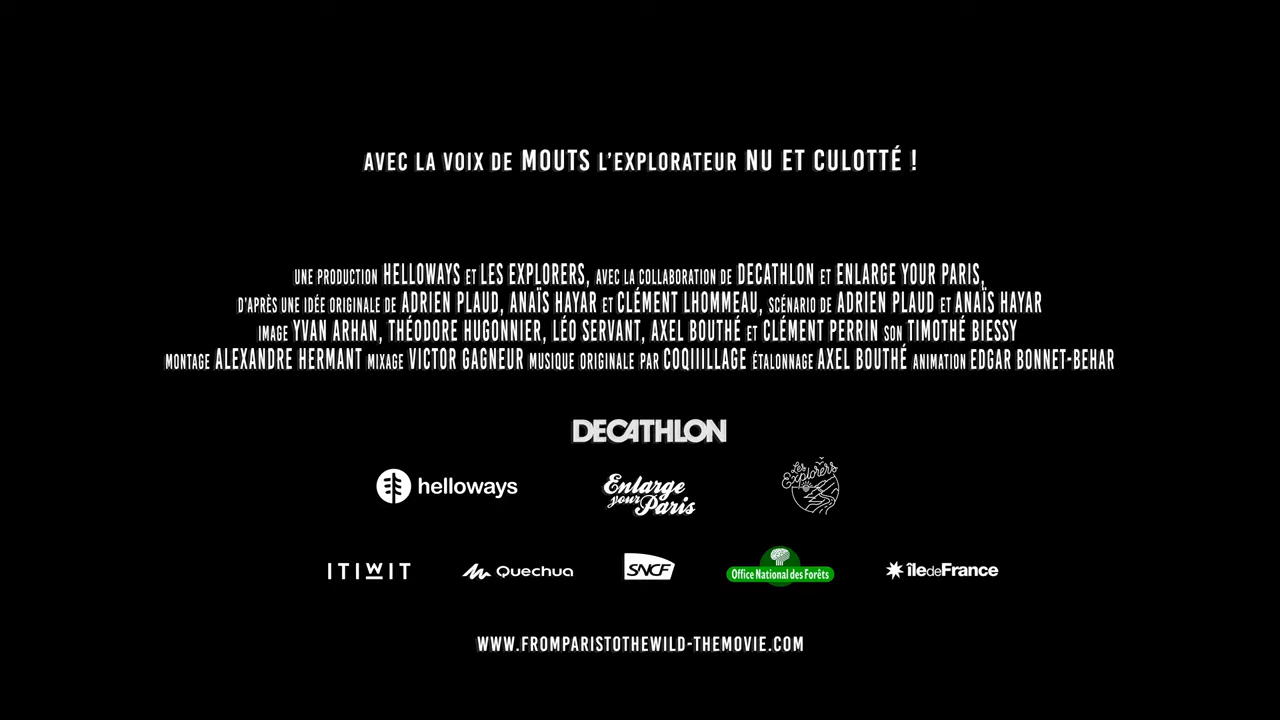 AVEC LA VOIX DE MOUTS L'EXPLORATEUR NU ET CULOTTÉ !
UNE PRODUCTION HELLOWAYS ET LES EXPLORERS, AVEC LA COLLABORATION DE DECATHLON ET ENLARGE YOUR PARIS,
D'APRÈS UNE IDÉE ORIGINALE DE ADRIEN PLAUD, ANAÏS HAYAR ET CLÉMENT LHOMMEAU, SCÉNARIO DE ADRIEN PLAUD ET ANAÏS HAYAR
IMAGE YVAN ARHAN, THÉODORE HUGONNIER, LÉO SERVANT, AXEL BOUTHÉ ET CLÉMENT PERRIN SON TIMOTHÉ BIESSY
MONTAGE ALEXANDRE HERMANT MIXAGE VICTOR GAGNEUR MUSIQUE ORIGINALE PAR COQIIILLAGE ÉTALONNAGE AXEL BOUTHÉ ANIMATION EDGAR BONNET-BEHAR
DECATHLON
helloways
Enlarge
your Paris
Les
Explorers
ITIWIT
Quechua
SNCF
Office National des Forêts
îledeFrance
WWW.FROMPARISTOTHEWILD-THEMOVIE.COM